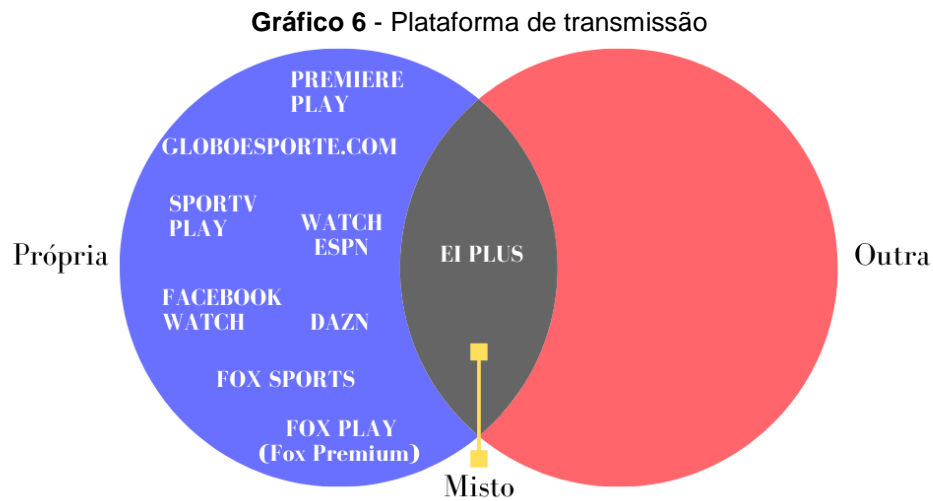 Gráfico 6 - Plataforma de transmissão
PREMIERE
PLAY
GLOBOESPORTE.COM
SPORTV
PLAY
WATCH
ESPN
Própria
EI PLUS
Outra
FACEBOOK
WATCH
DAZN
FOX SPORTS
FOX PLAY
(Fox Premium)
Misto